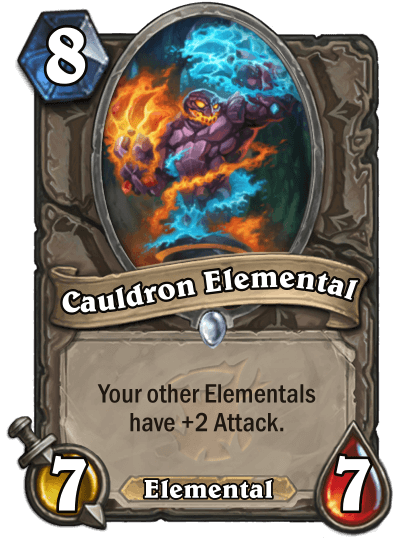 8
Cauldron Elemental
Your other Elementals
have +2 Attack.
7
Elemental
7